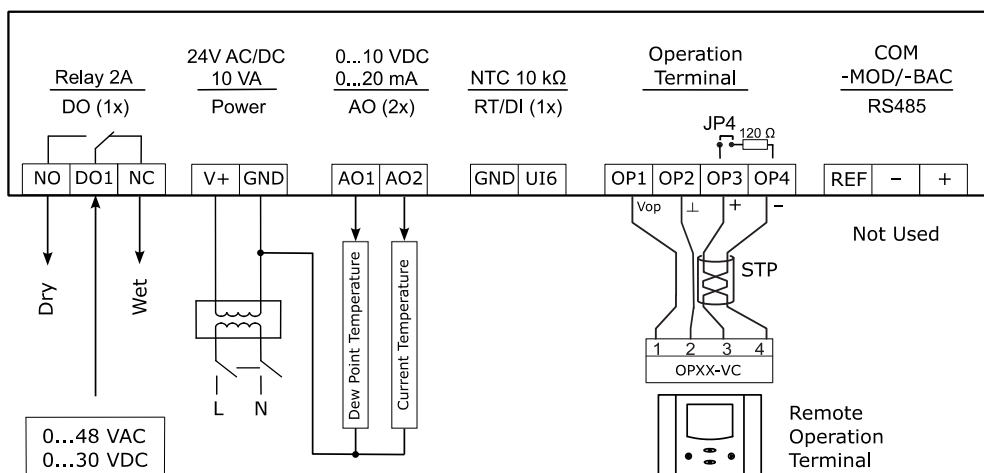 Relay 2A
DO (1x)
24V AC/DC
10 VA
Power
0...10 VDC
0...20 mA
AO (2x)
NTC 10 kΩ
RT/DI (1x)
Operation
Terminal
COM
-MOD/-BAC
RS485
JP4
120 Ω
NO DO1 NC
V+ GND
AO1 AO2
GND UI6
OP1 OP2 OP3 OP4
REF − +
Vop ⊥ + −
Not Used
STP
Dry
Wet
Dew Point Temperature
Current Temperature
1 2 3 4
OPXX-VC
L N
0...48 VAC
0...30 VDC
Remote
Operation
Terminal